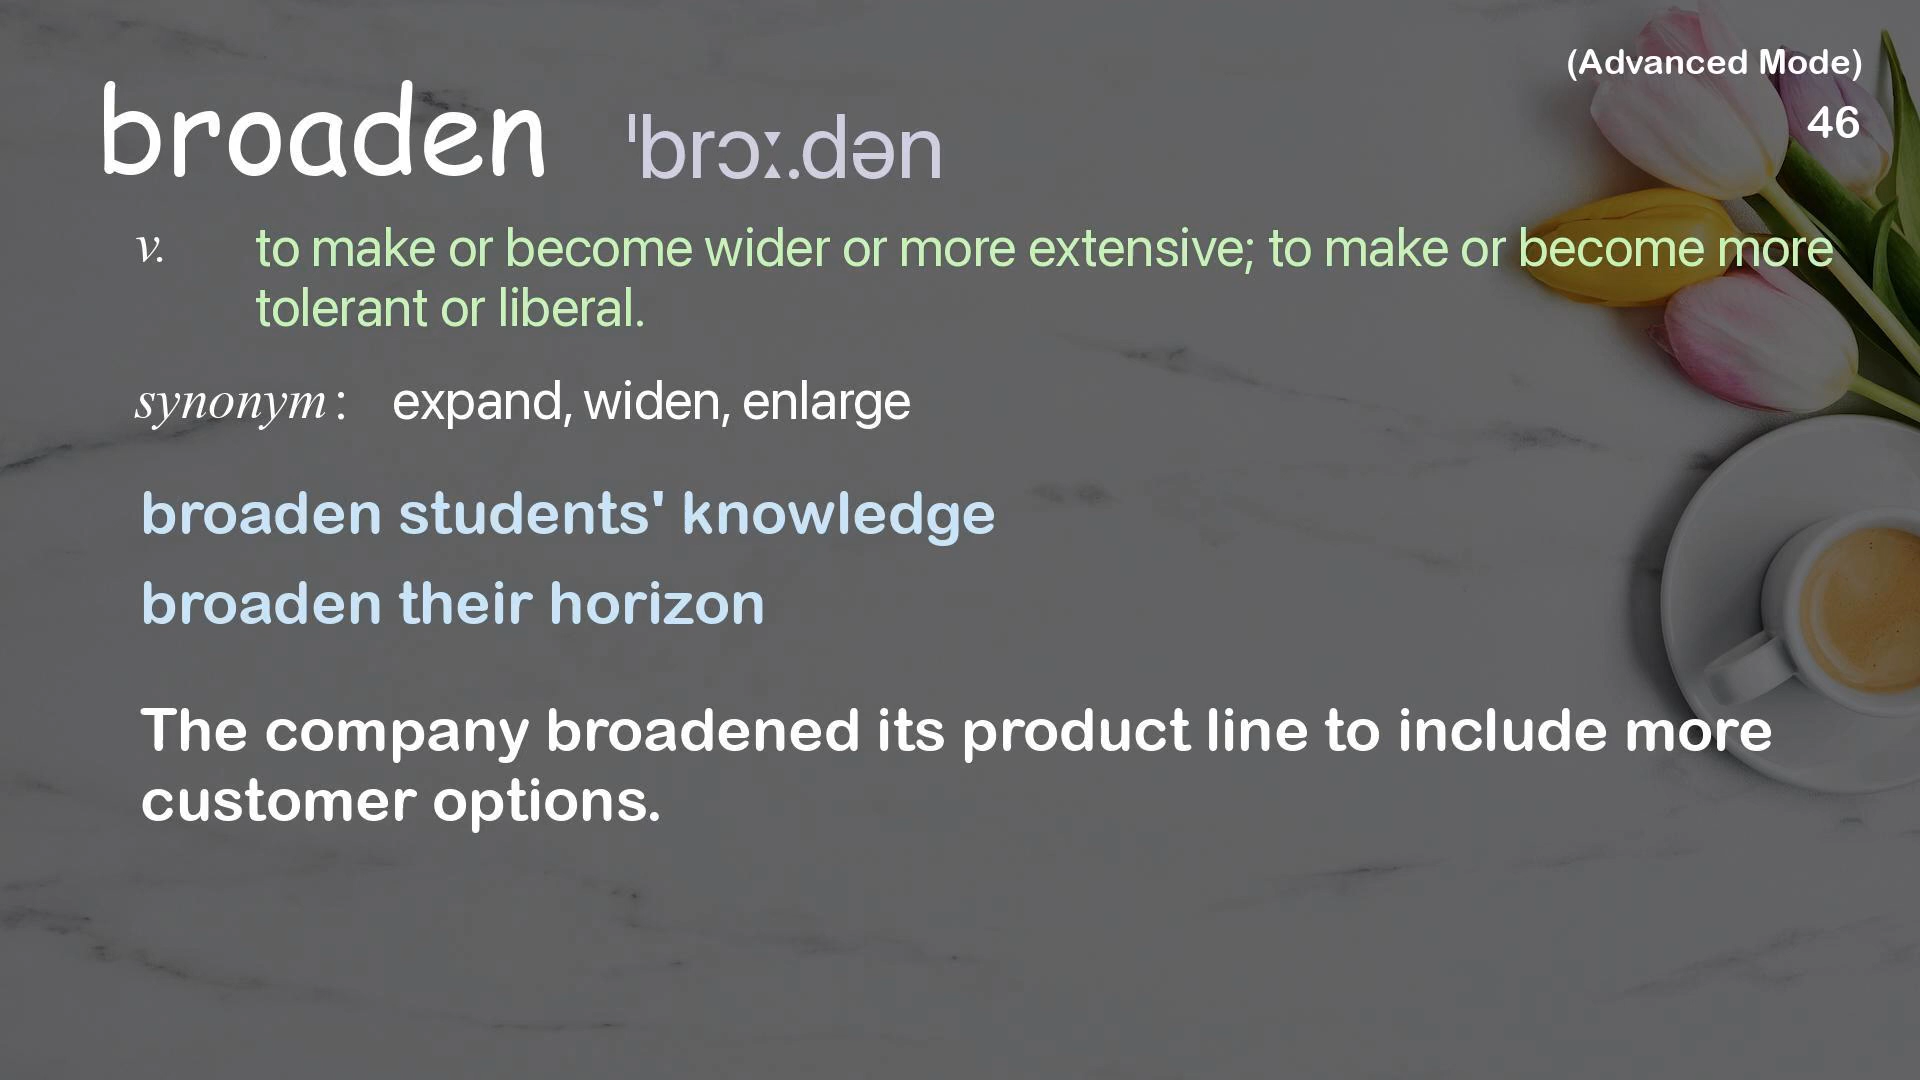 (Advanced Mode)
46
broaden ˈbrɔː.dən
v. to make or become wider or more extensive; to make or become more
tolerant or liberal.
synonym : expand, widen, enlarge
broaden students' knowledge
broaden their horizon
The company broadened its product line to include more
customer options.